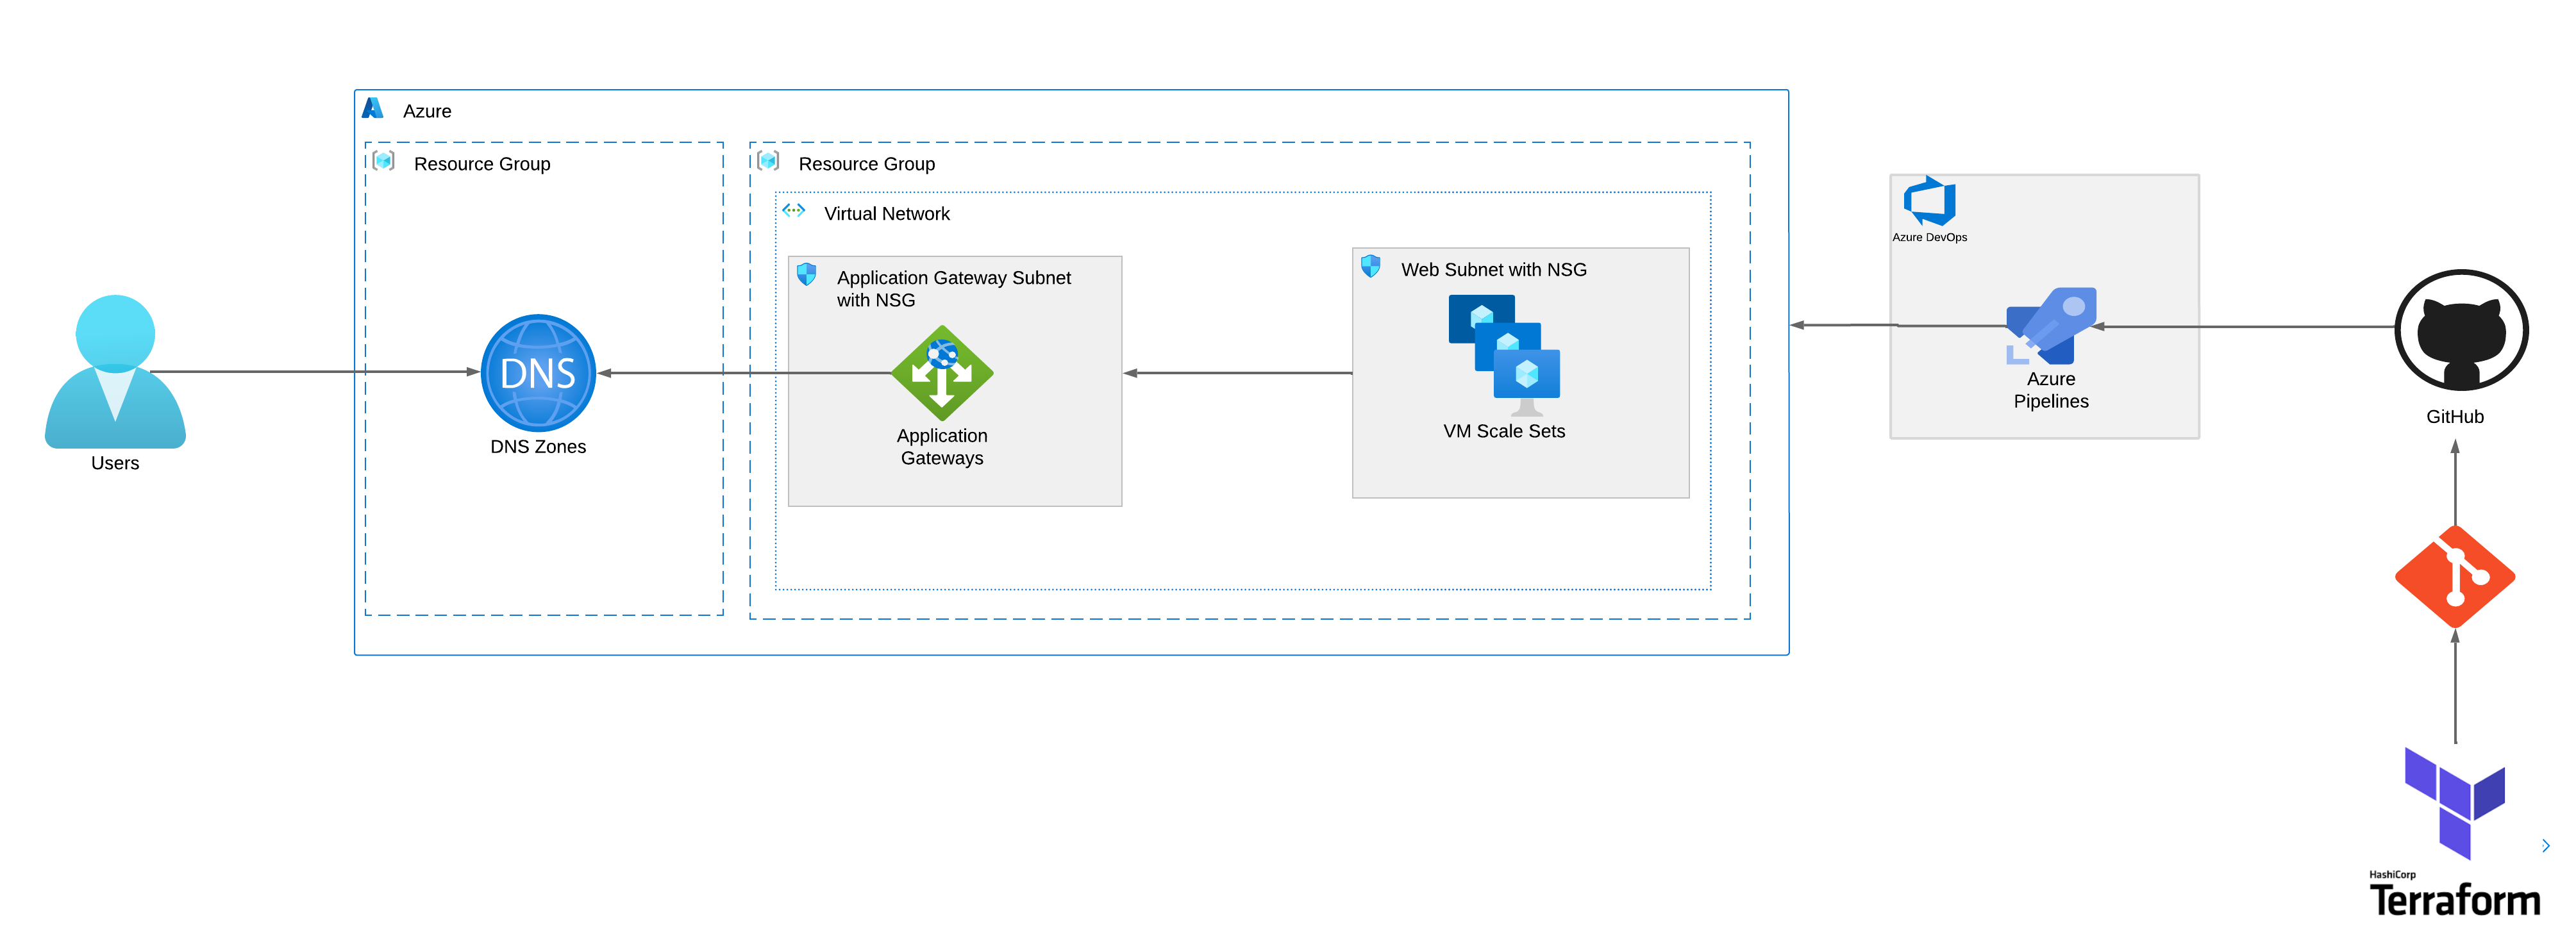 Azure
Resource Group
Resource Group
Virtual Network
Application Gateway Subnet
with NSG
Web Subnet with NSG
Azure DevOps
DNS
DNS Zones
Users
Application
Gateways
VM Scale Sets
Azure
Pipelines
GitHub
HashiCorp
Terraform